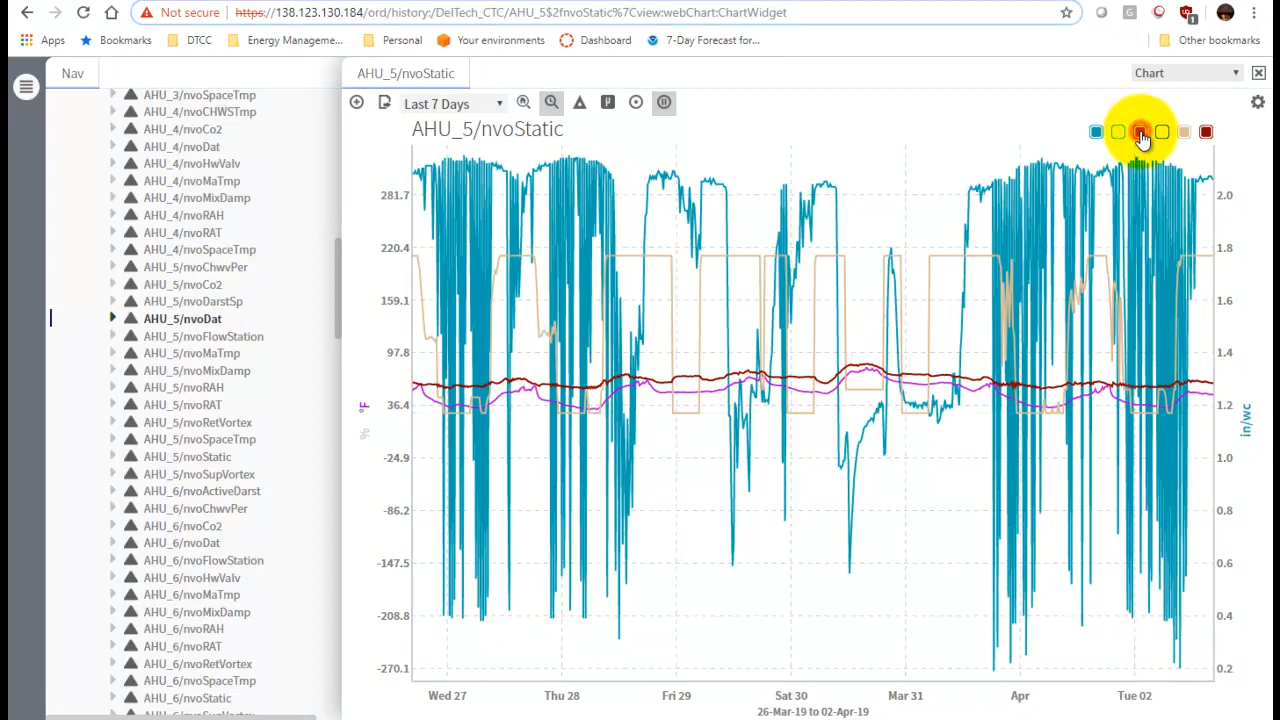 Not secure | https://138.123.130.184/ord/history:/DelTech_CTC/AHU_5$2fnvoStatic%7Cview:webChart:ChartWidget
Apps Bookmarks DTCC Energy Manageme... Personal Your environments Dashboard 7-Day Forecast for... Other bookmarks
Nav
AHU_3/nvoSpaceTmp
AHU_4/nvoCHWSTmp
AHU_4/nvoCo2
AHU_4/nvoDat
AHU_4/nvoHwValv
AHU_4/nvoMaTmp
AHU_4/nvoMixDamp
AHU_4/nvoRAH
AHU_4/nvoRAT
AHU_4/nvoSpaceTmp
AHU_5/nvoChwvPer
AHU_5/nvoCo2
AHU_5/nvoDarstSp
AHU_5/nvoDat
AHU_5/nvoFlowStation
AHU_5/nvoMaTmp
AHU_5/nvoMixDamp
AHU_5/nvoRAH
AHU_5/nvoRAT
AHU_5/nvoRetVortex
AHU_5/nvoSpaceTmp
AHU_5/nvoStatic
AHU_5/nvoSupVortex
AHU_6/nvoActiveDarst
AHU_6/nvoChwvPer
AHU_6/nvoCo2
AHU_6/nvoDat
AHU_6/nvoFlowStation
AHU_6/nvoHwValv
AHU_6/nvoMaTmp
AHU_6/nvoMixDamp
AHU_6/nvoRAH
AHU_6/nvoRAT
AHU_6/nvoRetVortex
AHU_6/nvoSpaceTmp
AHU_6/nvoStatic
AHU_5/nvoStatic
Chart
Last 7 Days
AHU_5/nvoStatic
281.7
220.4
159.1
97.8
36.4
-24.9
-86.2
-147.5
-208.8
-270.1
°F
%
2.0
1.8
1.6
1.4
1.2
1.0
0.8
0.6
0.4
0.2
in/wc
Wed 27 Thu 28 Fri 29 Sat 30 Mar 31 Apr Tue 02
26-Mar-19 to 02-Apr-19